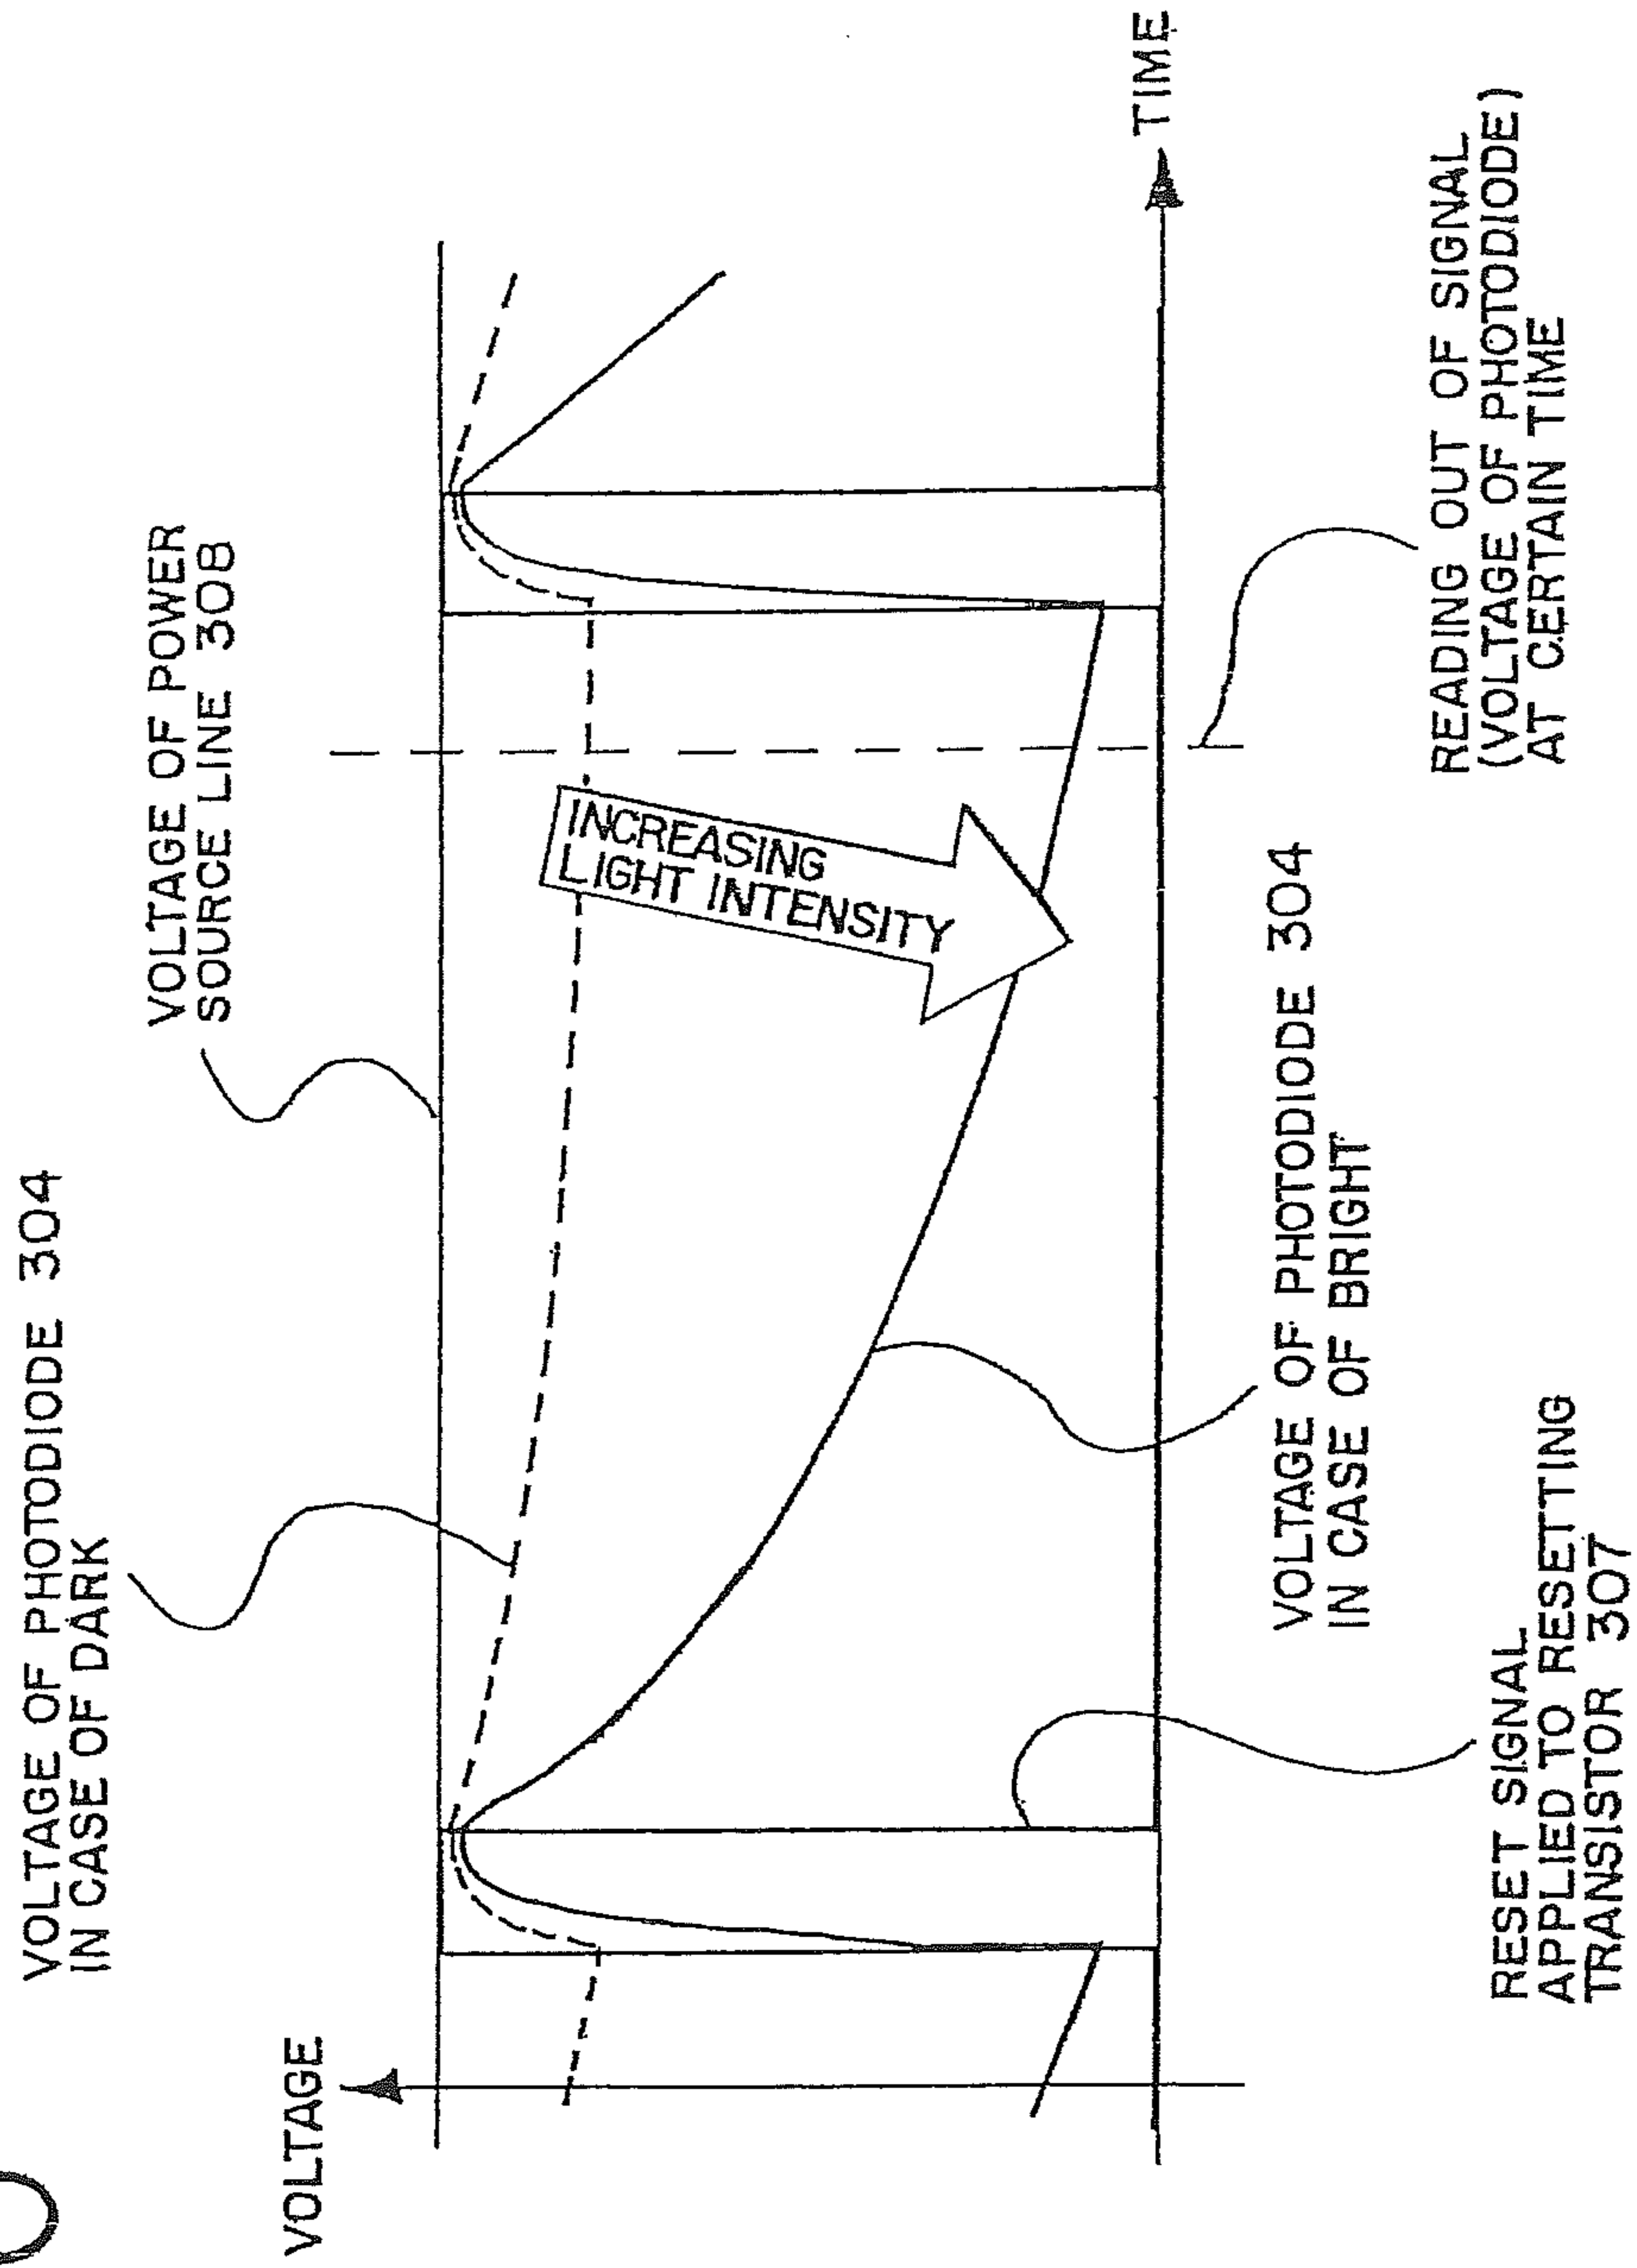 VOLTAGE OF PHOTODIODE 304
IN CASE OF DARK
VOLTAGE OF POWER
SOURCE LINE 308
VOLTAGE
INCREASING
LIGHT INTENSITY
TIME
VOLTAGE OF PHOTODIODE 304
IN CASE OF BRIGHT
READING OUT OF SIGNAL
(VOLTAGE OF PHOTODIODE)
AT CERTAIN TIME
RESET SIGNAL
APPLIED TO RESETTING
TRANSISTOR 307